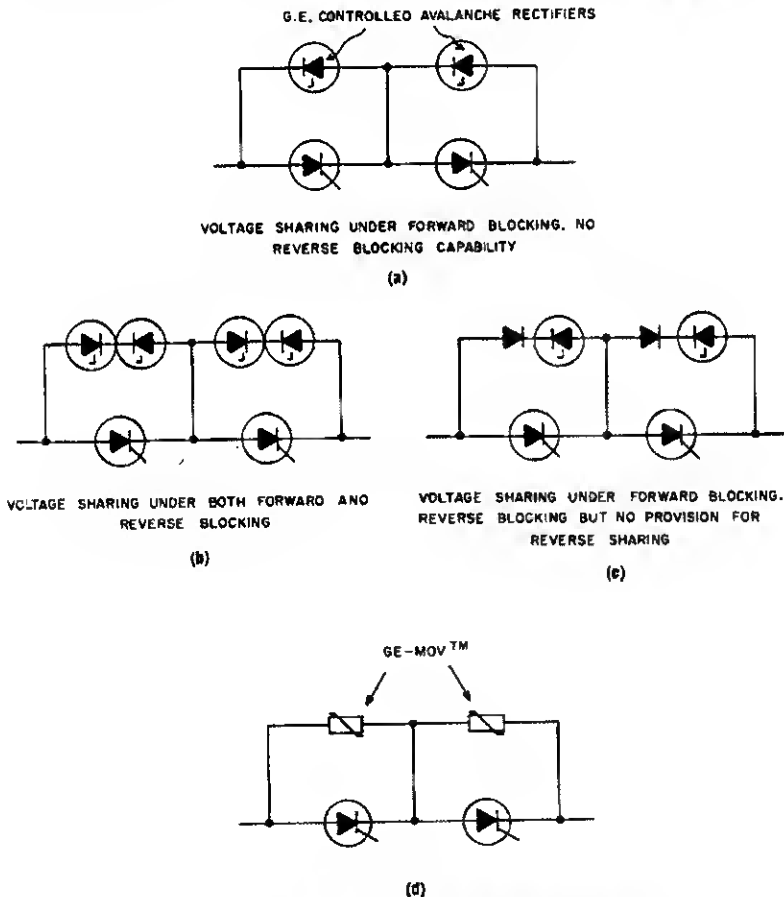 G.E. CONTROLLED AVALANCHE RECTIFIERS
VOLTAGE SHARING UNDER FORWARD BLOCKING. NO
REVERSE BLOCKING CAPABILITY
(a)
VOLTAGE SHARING UNDER BOTH FORWARD AND
REVERSE BLOCKING
(b)
VOLTAGE SHARING UNDER FORWARD BLOCKING.
REVERSE BLOCKING BUT NO PROVISION FOR
REVERSE SHARING
(c)
GE-MOV™
(d)